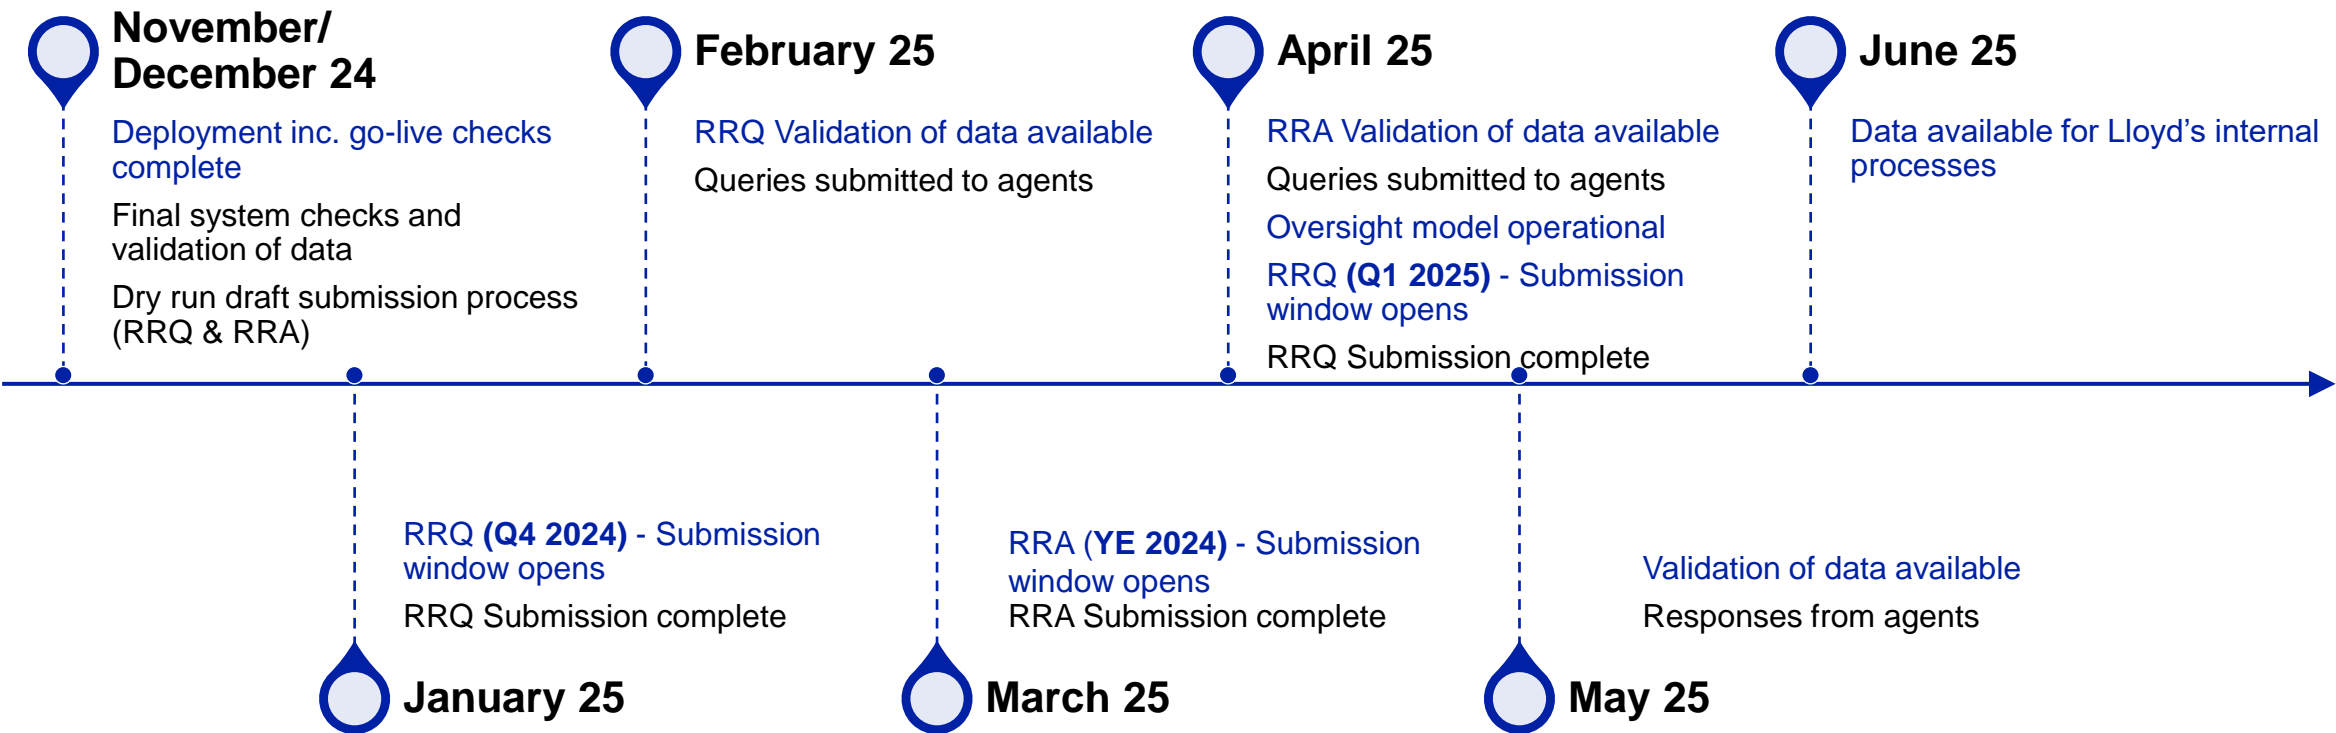 November/
December 24
Deployment inc. go-live checks
complete
Final system checks and
validation of data
Dry run draft submission process
(RRQ & RRA)
February 25
RRQ Validation of data available
Queries submitted to agents
April 25
RRA Validation of data available
Queries submitted to agents
Oversight model operational
RRQ (Q1 2025) - Submission
window opens
RRQ Submission complete
June 25
Data available for Lloyd's internal
processes
RRQ (Q4 2024) - Submission
window opens
RRQ Submission complete
January 25
RRA (YE 2024) - Submission
window opens
RRA Submission complete
March 25
Validation of data available
Responses from agents
May 25